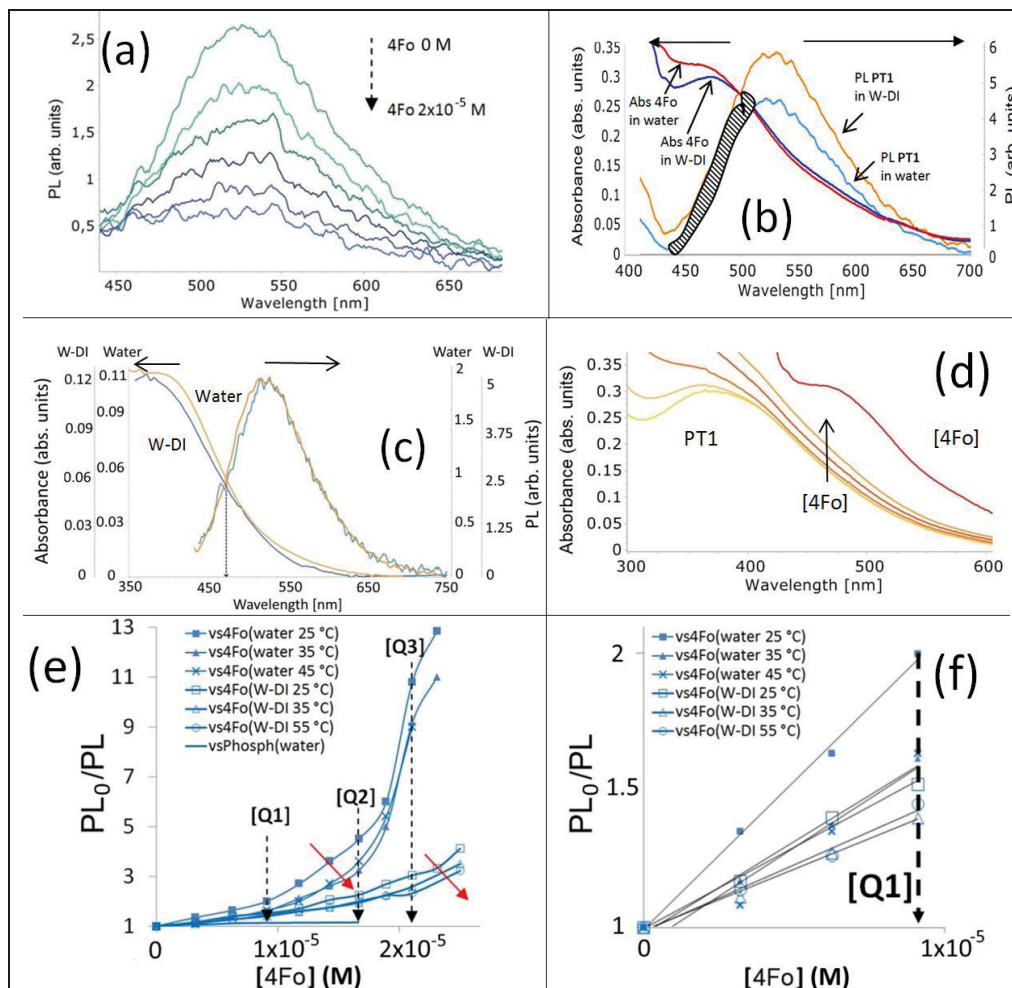 (a)
PL (arb. units)
2,5
2
1,5
1
0,5
4Fo 0 M
4Fo 2x10⁻⁵ M
450 500 550 600 650
Wavelength [nm]
(b)
Absorbance (abs. units)
0.35
0.3
0.25
0.2
0.15
0.1
0.05
0
Abs 4Fo
in water
Abs 4Fo
in W-DI
PL PT1
in W-DI
PL PT1
in water
6
5
4
3
2
1
0
PL (arb. units)
400 450 500 550 600 650 700
Wavelength [nm]
(c)
W-DI Water
Absorbance (abs. units)
0.12 0.11
0.09 0.09
0.06 0.06
0.03 0.03
0 0
Water
W-DI
Water W-DI
2 5
1.5 3.75
1 2.5
0.5 1.25
0 0
PL (arb. units)
350 450 550 650 750
Wavelength [nm]
(d)
Absorbance (abs. units)
0.35
0.3
0.25
0.2
0.15
0.1
0.05
0
PT1
[4Fo]
[4Fo]
300 400 500 600
Wavelength [nm]
(e)
PL₀/PL
13
11
9
7
5
3
1
vs4Fo(water 25 °C)
vs4Fo(water 35 °C)
vs4Fo(water 45 °C)
vs4Fo(W-DI 25 °C)
vs4Fo(W-DI 35 °C)
vs4Fo(W-DI 55 °C)
vsPhosph(water)
[Q1]
[Q2]
[Q3]
0 1x10⁻⁵ 2x10⁻⁵
[4Fo] (M)
(f)
PL₀/PL
2
1.5
1
vs4Fo(water 25 °C)
vs4Fo(water 35 °C)
vs4Fo(water 45 °C)
vs4Fo(W-DI 25 °C)
vs4Fo(W-DI 35 °C)
vs4Fo(W-DI 55 °C)
[Q1]
0 1x10⁻⁵
[4Fo] (M)